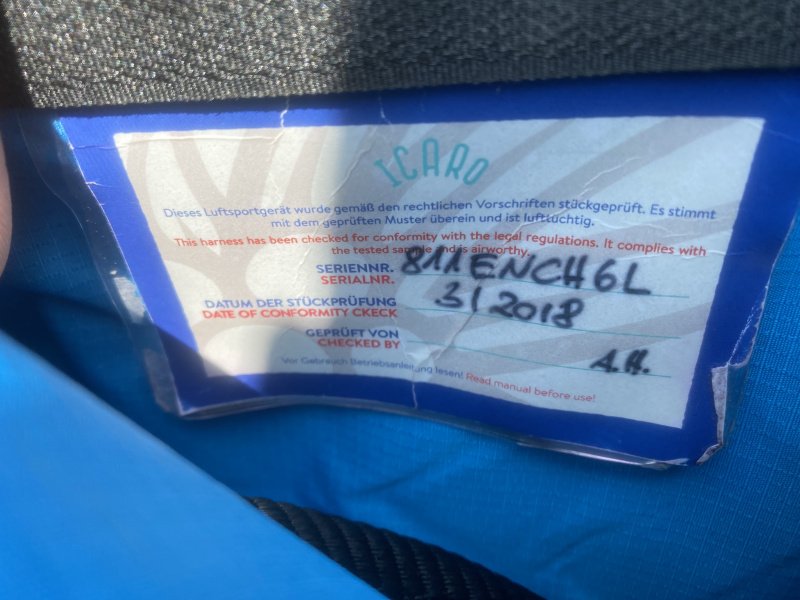 ICARO
Dieses Luftsportgerät wurde gemäß den rechtlichen Vorschriften stückgeprüft. Es stimmt
mit dem geprüften Muster überein und ist lufttüchtig.
This harness has been checked for conformity with the legal regulations. It complies with
the tested sample and is airworthy.
SERIENNR. 811ENCH6L
SERIALNR.
DATUM DER STÜCKPRÜFUNG 3/2018
DATE OF CONFORMITY CKECK
GEPRÜFT VON
CHECKED BY A.H.
Vor Gebrauch Betriebsanleitung lesen! Read manual before use!